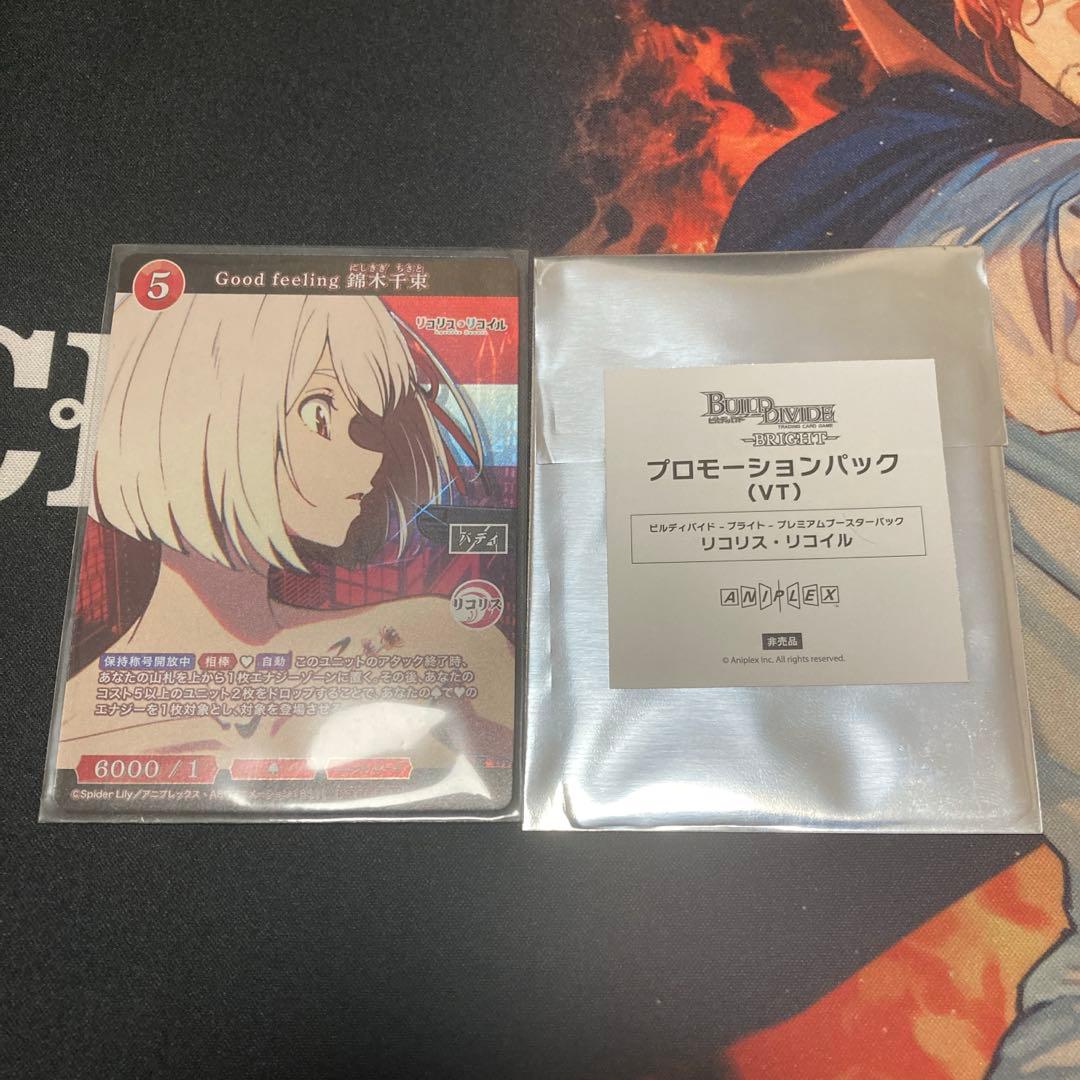 5
Good feeling 錦木千束
にしきぎ ちさと
リコリス・リコイル
バディ
リコリス
保持称号開放中 相棒 ♥ 自動 このユニットのアタック終了時、
あなたの山札を上から1枚エナジーゾーンに置く。その後、あなたの
コスト5以上のユニット2枚をドロップすることで、あなたの♠で♥の
エナジーを1枚対象とし、対象を登場させる
6000 / 1
©Spider Lily／アニプレックス・
BUILD DIVIDE
ビルディバイド
TRADING CARD GAME
-BRIGHT-
プロモーションパック
(VT)
ビルディバイド -ブライト- プレミアムブースターパック
リコリス・リコイル
ANIPLEX
非売品
© Aniplex Inc. All rights reserved.